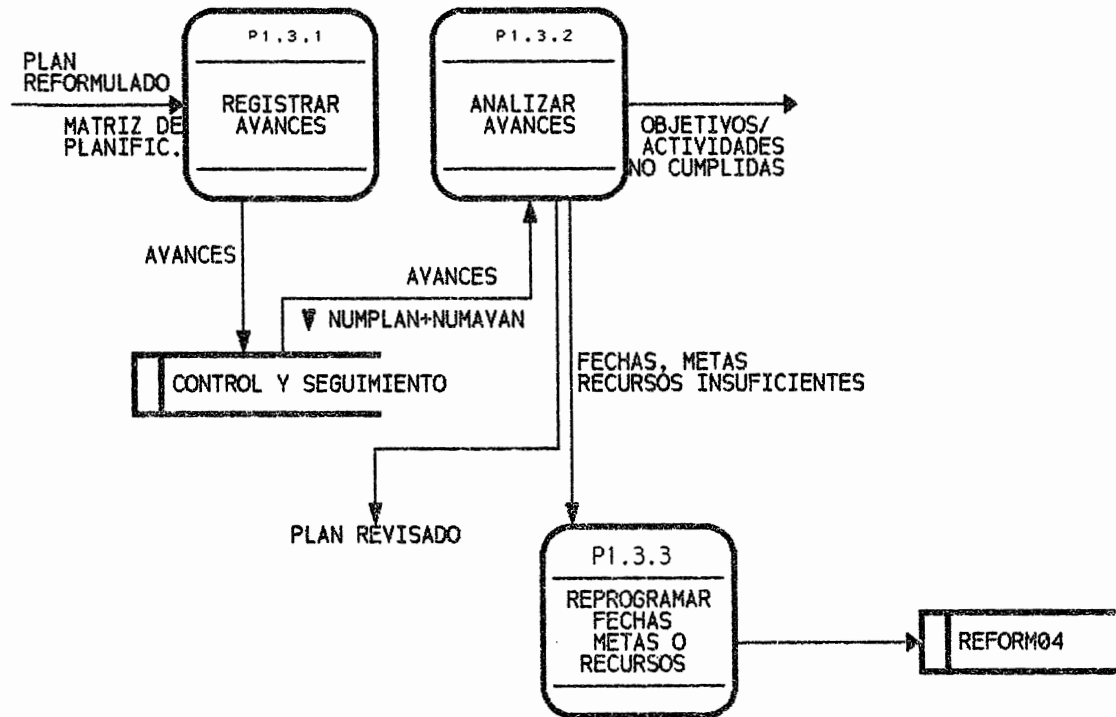 P1.3.1
P1.3.2
PLAN
REFORMULADO
MATRIZ DE
PLANIFIC.
REGISTRAR
AVANCES
ANALIZAR
AVANCES
OBJETIVOS/
ACTIVIDADES
NO CUMPLIDAS
AVANCES
AVANCES
NUMPLAN+NUMAVAN
CONTROL Y SEGUIMIENTO
FECHAS, METAS
RECURSOS INSUFICIENTES
PLAN REVISADO
P1.3.3
REPROGRAMAR
FECHAS
METAS O
RECURSOS
REFORM04